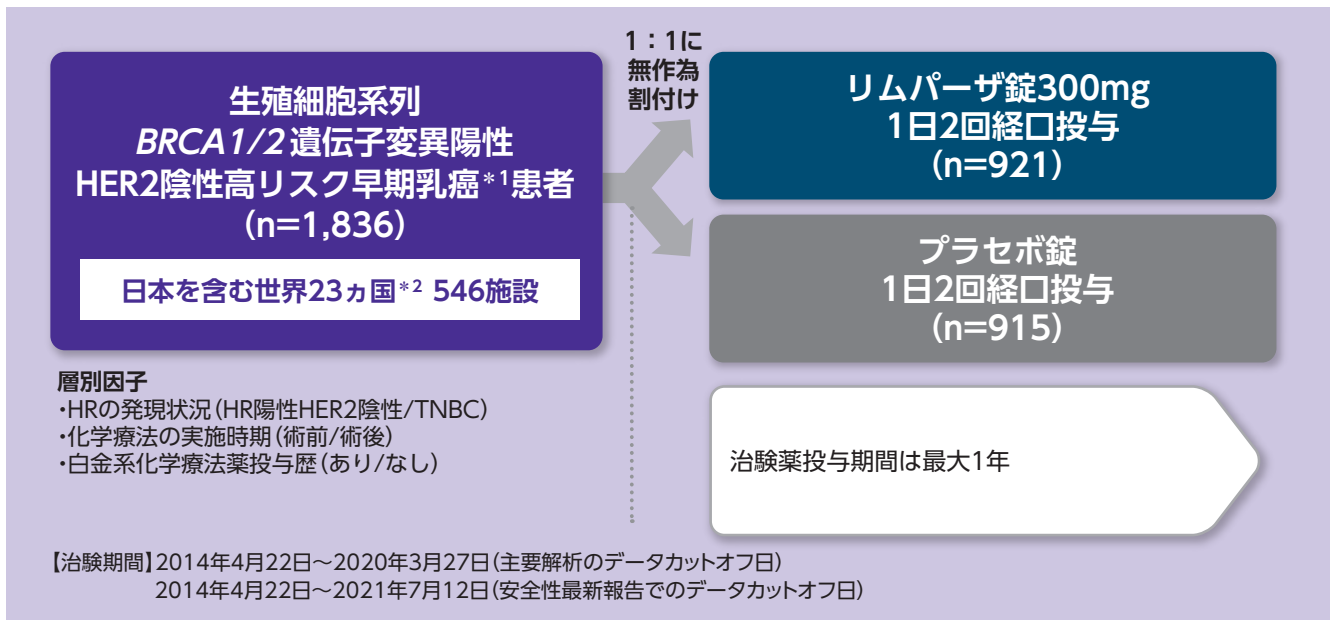 生殖細胞系列
BRCA1/2 遺伝子変異陽性
HER2陰性高リスク早期乳癌*1患者
(n=1,836)
日本を含む世界23ヵ国*2 546施設
層別因子
・HRの発現状況(HR陽性HER2陰性/TNBC)
・化学療法の実施時期(術前/術後)
・白金系化学療法薬投与歴(あり/なし)
1:1に
無作為
割付け
リムパーザ錠300mg
1日2回経口投与
(n=921)
プラセボ錠
1日2回経口投与
(n=915)
治験薬投与期間は最大1年
【治験期間】2014年4月22日~2020年3月27日(主要解析のデータカットオフ日)
2014年4月22日~2021年7月12日(安全性最新報告でのデータカットオフ日)